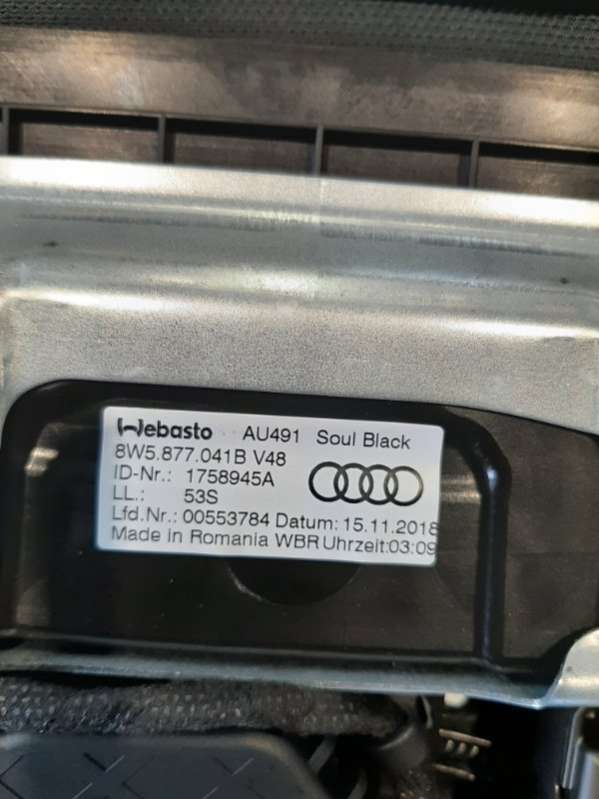 Webasto AU491 Soul Black
8W5.877.041B V48
ID-Nr.: 1758945A
LL.: 53S
Lfd.Nr.: 00553784 Datum: 15.11.2018
Made in Romania WBR Uhrzeit:03:09